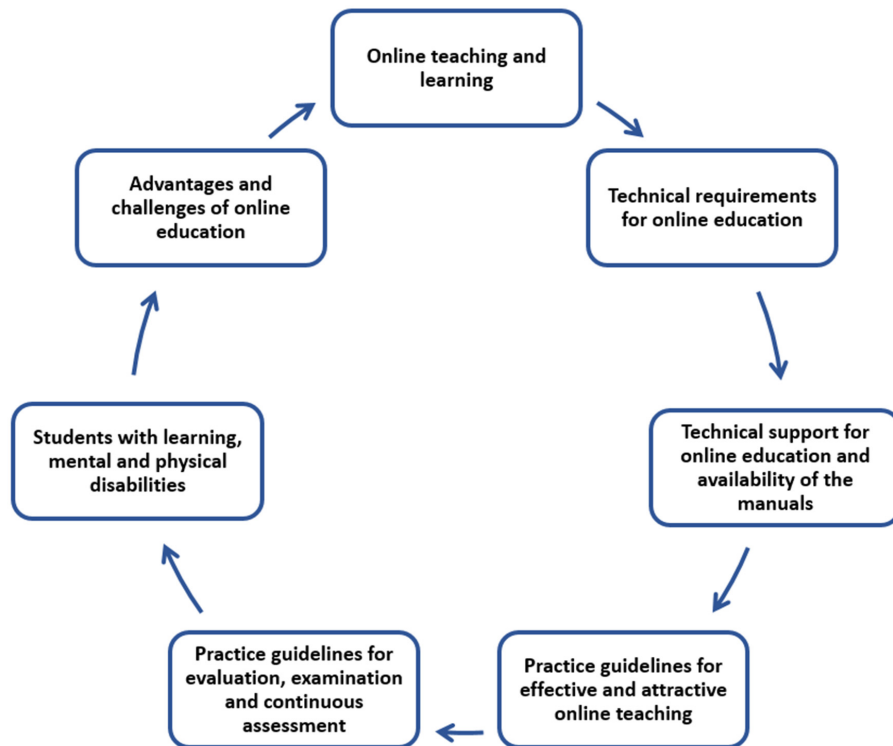 Online teaching and
learning
Technical requirements
for online education
Technical support for
online education and
availability of the
manuals
Practice guidelines for
effective and attractive
online teaching
Practice guidelines for
evaluation, examination
and continuous
assessment
Students with learning,
mental and physical
disabilities
Advantages and
challenges of online
education